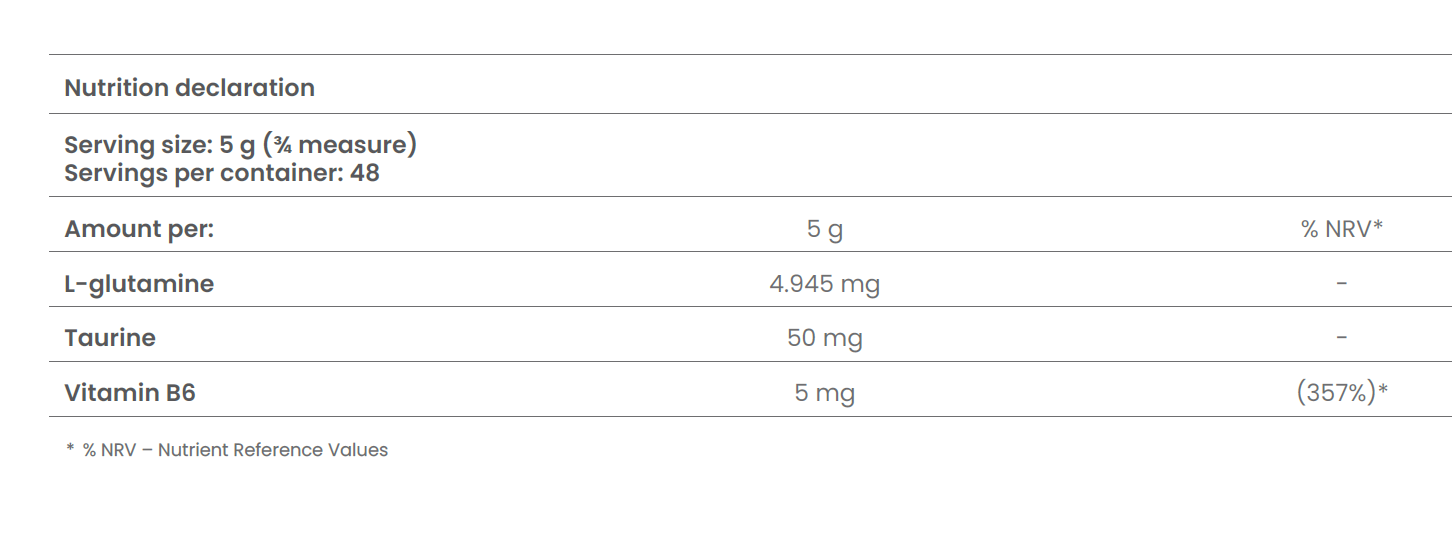 Nutrition declaration
Serving size: 5 g (¾ measure)
Servings per container: 48
Amount per: 5 g % NRV*
L-glutamine 4.945 mg -
Taurine 50 mg -
Vitamin B6 5 mg (357%)*
* % NRV – Nutrient Reference Values